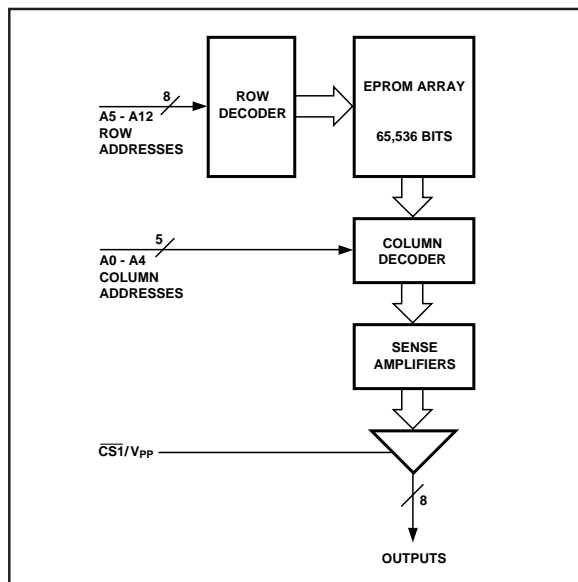 ROW
DECODER
EPROM ARRAY
65,536 BITS
8
A5 - A12
ROW
ADDRESSES
5
A0 - A4
COLUMN
ADDRESSES
COLUMN
DECODER
SENSE
AMPLIFIERS
C̅S̅1̅/VPP
8
OUTPUTS